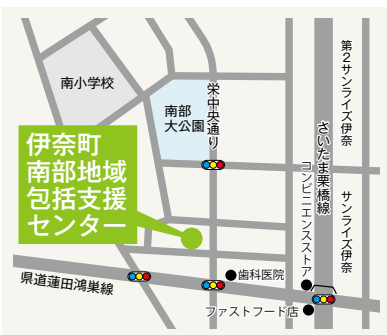 南小学校
南部
大公園
栄中央通り
第2サンライズ伊奈
さいたま栗橋線
コンビニエンスストア
サンライズ伊奈
伊奈町
南部地域
包括支援
センター
歯科医院
県道蓮田鴻巣線
ファストフード店